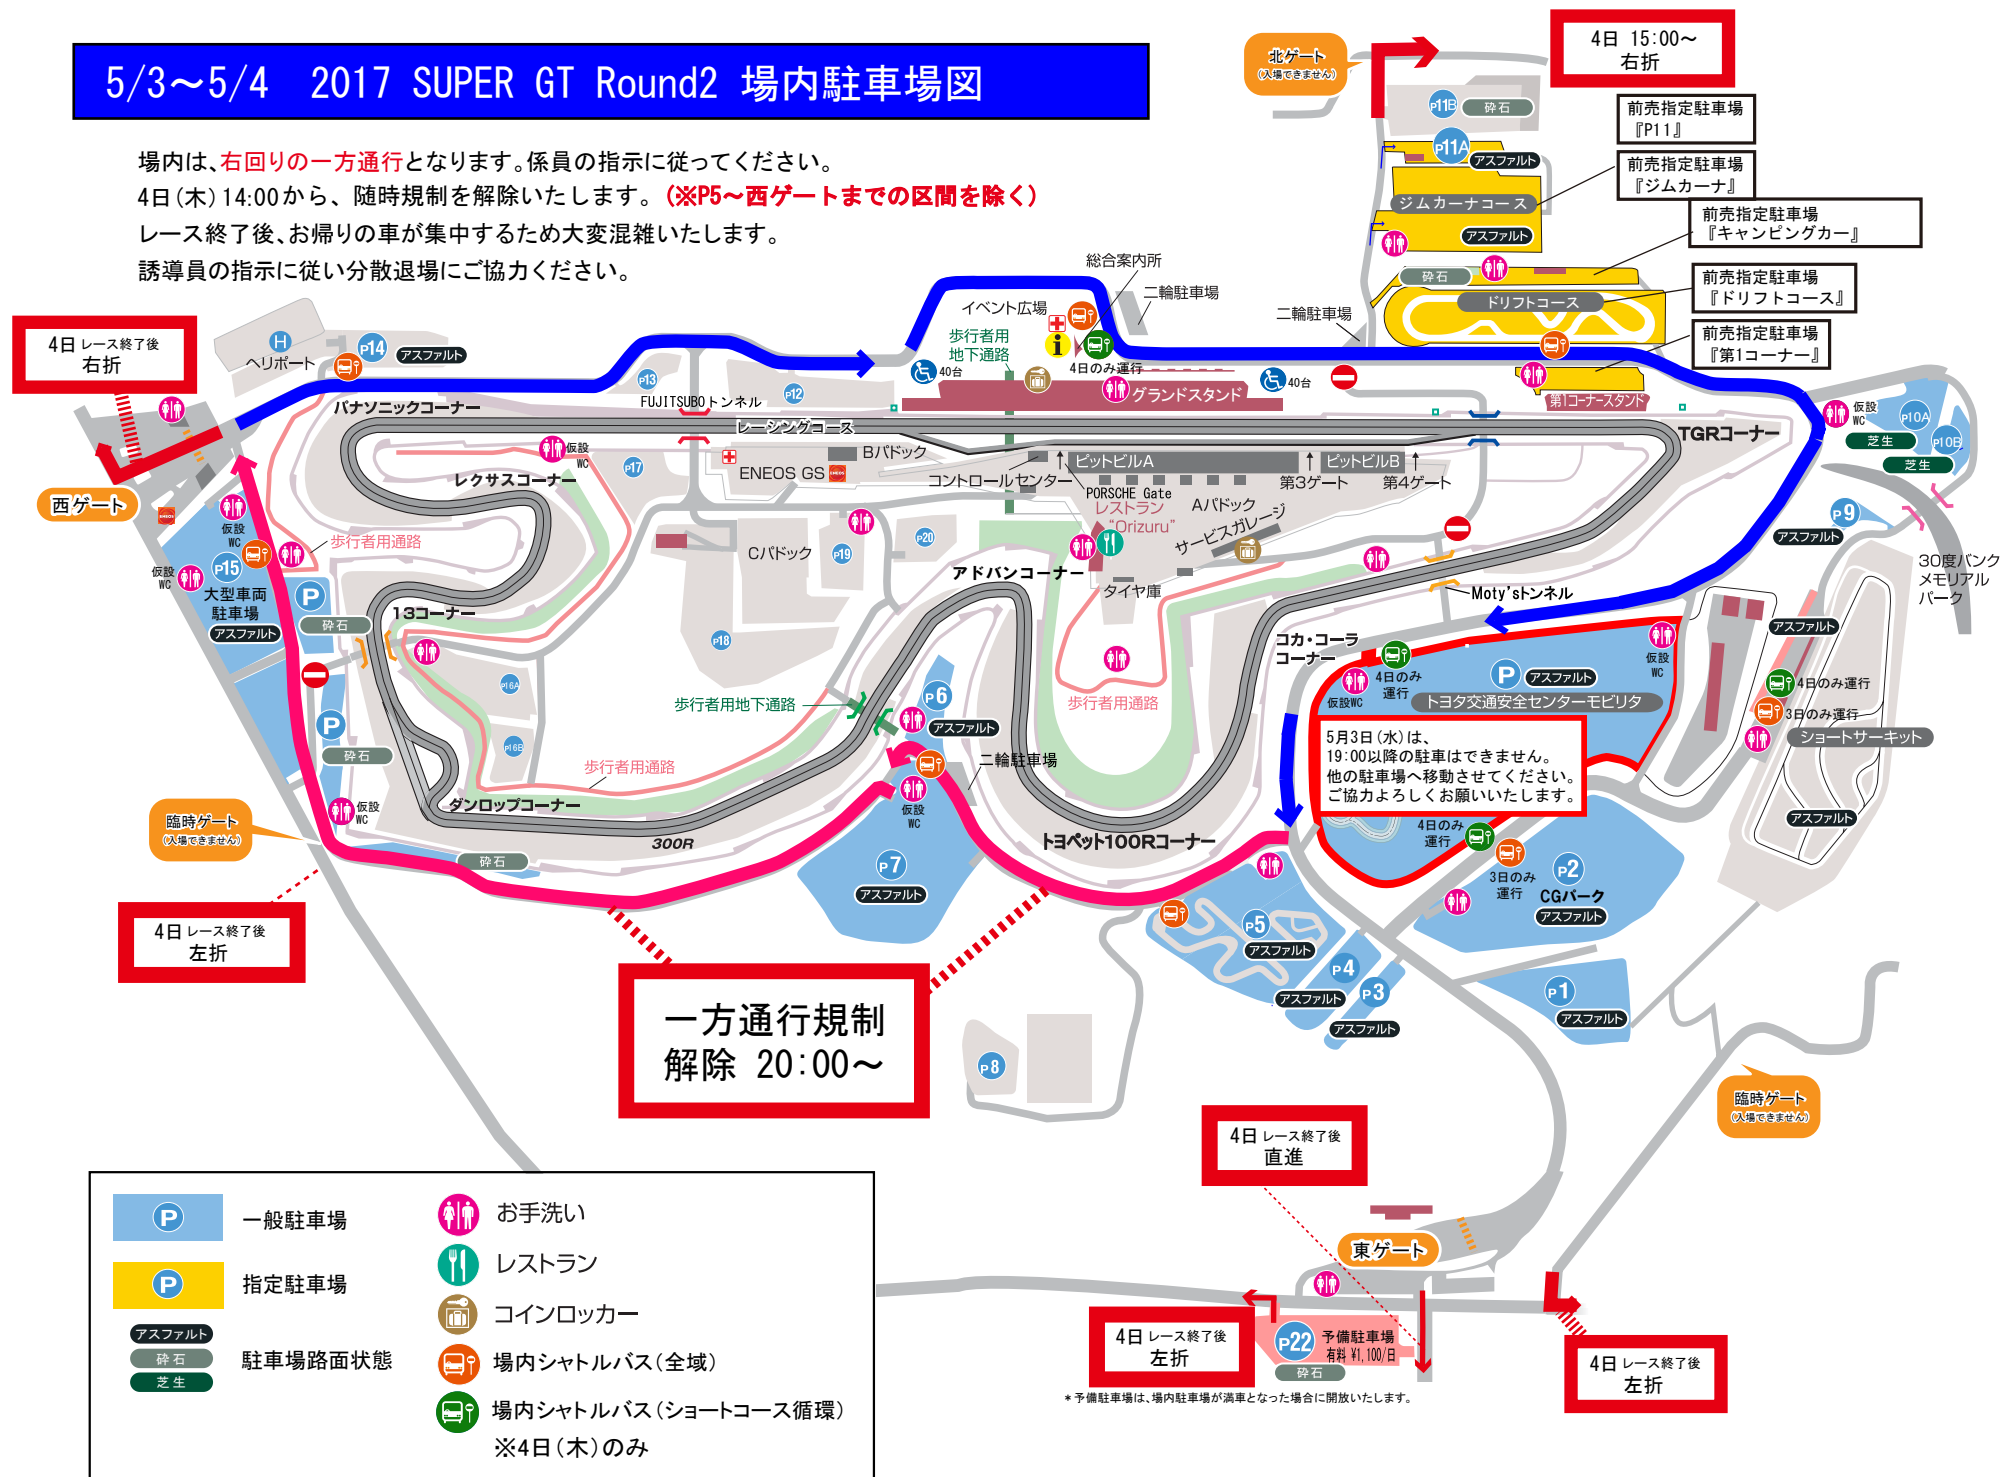 5/3～5/4　2017 SUPER GT Round2 場内駐車場図
場内は、右回りの一方通行となります。係員の指示に従ってください。
4日(木)14:00から、随時規制を解除いたします。(※P5～西ゲートまでの区間を除く)
レース終了後、お帰りの車が集中するため大変混雑いたします。
誘導員の指示に従い分散退場にご協力ください。
北ゲート
(入場できません)
4日 15:00～
右折
P11B
砕石
前売指定駐車場
『P11』
P11A
アスファルト
前売指定駐車場
『ジムカーナ』
ジムカーナコース
アスファルト
前売指定駐車場
『キャンピングカー』
砕石
前売指定駐車場
『ドリフトコース』
ドリフトコース
前売指定駐車場
『第1コーナー』
総合案内所
二輪駐車場
イベント広場
二輪駐車場
歩行者用
地下通路
4日のみ運行
40台
40台
グランドスタンド
第1コーナースタンド
4日 レース終了後
右折
H
ヘリポート
P14
アスファルト
P13
P12
FUJITSUBOトンネル
パナソニックコーナー
レーシングコース
TGRコーナー
仮設
WC
P10A
芝生
P10B
芝生
仮設
WC
P17
ENEOS GS
ENEOS
Bパドック
コントロールセンター
ピットビルA
ピットビルB
第3ゲート
第4ゲート
PORSCHE Gate
レストラン
"Orizuru"
Aパドック
サービスガレージ
タイヤ庫
レクサスコーナー
西ゲート
ENEOS
仮設
WC
歩行者用通路
仮設
WC
P15
大型車両
駐車場
アスファルト
P
砕石
13コーナー
Cパドック
P19
P20
P18
アドバンコーナー
P9
アスファルト
30度バンク
メモリアル
パーク
Moty'sトンネル
コカ・コーラ
コーナー
仮設
WC
アスファルト
P
アスファルト
トヨタ交通安全センターモビリタ
4日のみ
運行
仮設WC
4日のみ運行
3日のみ運行
ショートサーキット
アスファルト
5月3日(水)は、
19:00以降の駐車はできません。
他の駐車場へ移動させてください。
ご協力よろしくお願いいたします。
P16A
P16B
歩行者用地下通路
P6
アスファルト
歩行者用通路
二輪駐車場
歩行者用通路
P
砕石
仮設
WC
ダンロップコーナー
300R
砕石
仮設
WC
P7
アスファルト
トヨペット100Rコーナー
4日のみ
運行
3日のみ
運行
P2
CGパーク
アスファルト
臨時ゲート
(入場できません)
4日 レース終了後
左折
P5
アスファルト
P4
アスファルト
P3
アスファルト
P1
アスファルト
一方通行規制
解除 20:00～
P8
臨時ゲート
(入場できません)
4日 レース終了後
直進
東ゲート
4日 レース終了後
左折
P22
予備駐車場
有料 ¥1,100/日
砕石
4日 レース終了後
左折
*予備駐車場は、場内駐車場が満車となった場合に開放いたします。
P
一般駐車場
P
指定駐車場
アスファルト
砕石
芝生
駐車場路面状態
お手洗い
レストラン
コインロッカー
場内シャトルバス(全域)
場内シャトルバス(ショートコース循環)
※4日(木)のみ